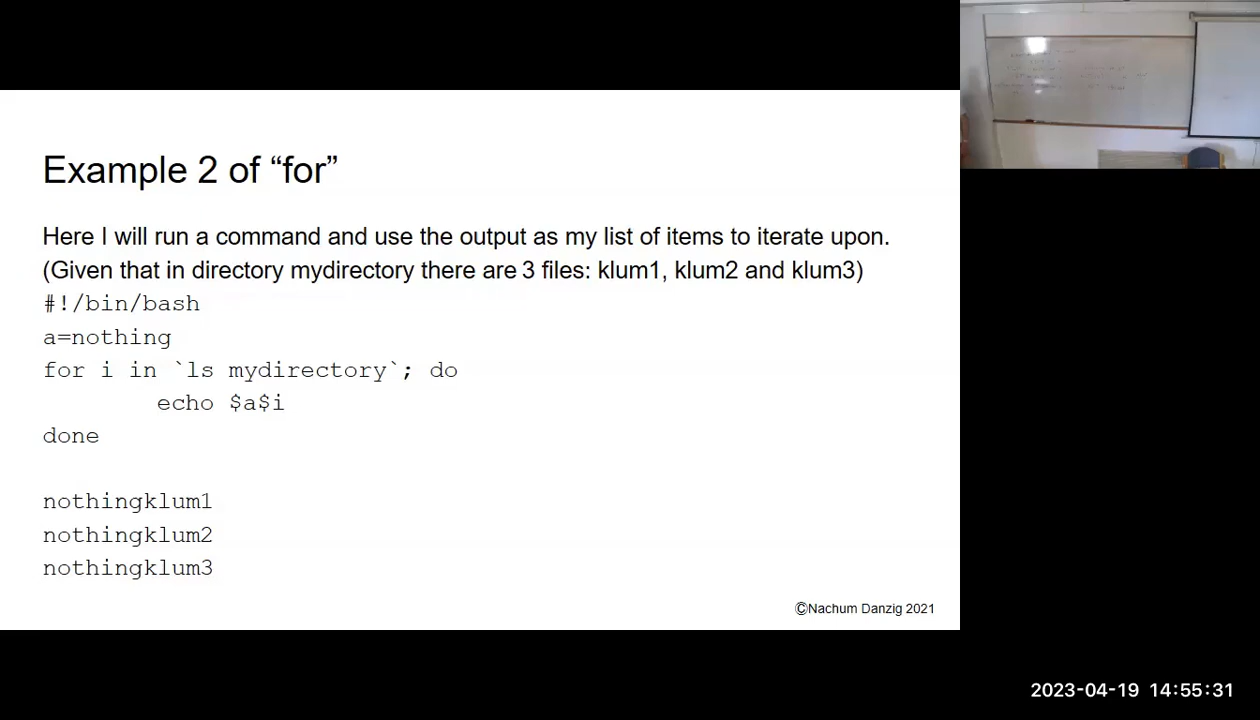 Example 2 of “for”
Here I will run a command and use the output as my list of items to iterate upon.
(Given that in directory mydirectory there are 3 files: klum1, klum2 and klum3)
#!/bin/bash
a=nothing
for i in `ls mydirectory`; do
        echo $a$i
done
nothingklum1
nothingklum2
nothingklum3
©Nachum Danzig 2021
2023-04-19 14:55:31